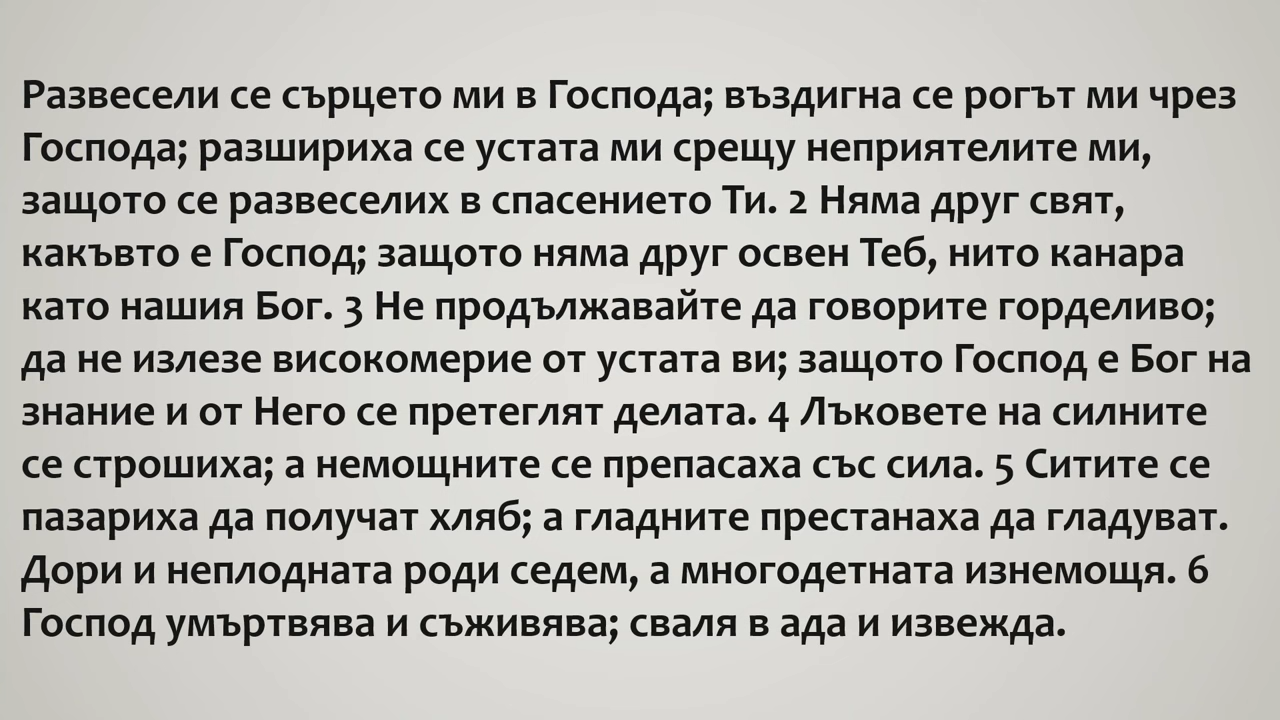 Развесели се сърцето ми в Господа; въздигна се рогът ми чрез
Господа; разшириха се устата ми срещу неприятелите ми,
защото се развеселих в спасението Ти. 2 Няма друг свят,
какъвто е Господ; защото няма друг освен Теб, нито канара
като нашия Бог. 3 Не продължавайте да говорите горделиво;
да не излезе високомерие от устата ви; защото Господ е Бог на
знание и от Него се претеглят делата. 4 Лъковете на силните
се строшиха; а немощните се препасаха със сила. 5 Ситите се
пазариха да получат хляб; а гладните престанаха да гладуват.
Дори и неплодната роди седем, а многодетната изнемощя. 6
Господ умъртвява и съживява; сваля в ада и извежда.